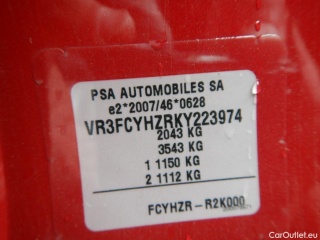 PSA AUTOMOBILES SA
e2*2007/46*0628
VR3FCYHZRKY223974
2043 KG
3543 KG
1 1150 KG
2 1112 KG
FCYHZR - R2K000
CarOutlet.eu